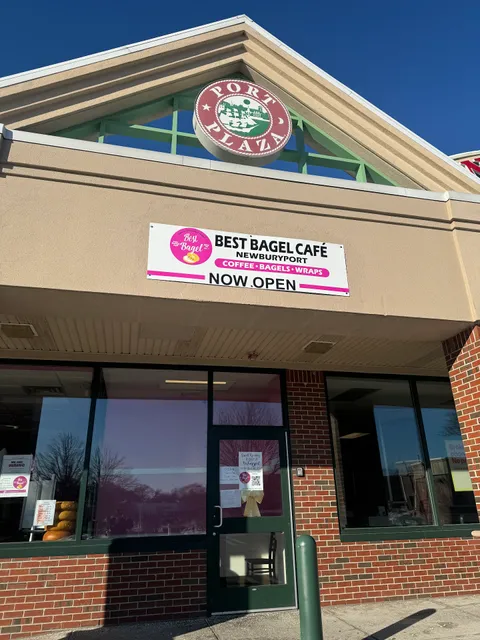 PORT
PLAZA
Best
Bagel
BEST BAGEL CAFÉ
NEWBURYPORT
COFFEE • BAGELS • WRAPS
NOW OPEN